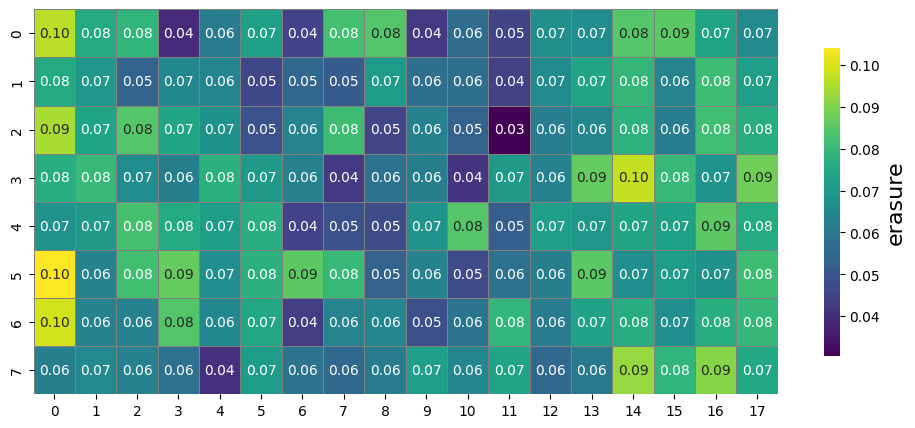 0 0.10 0.08 0.08 0.04 0.06 0.07 0.04 0.08 0.08 0.04 0.06 0.05 0.07 0.07 0.08 0.09 0.07 0.07
1 0.08 0.07 0.05 0.07 0.06 0.05 0.05 0.05 0.07 0.06 0.06 0.04 0.07 0.07 0.08 0.06 0.08 0.07
2 0.09 0.07 0.08 0.07 0.07 0.05 0.06 0.08 0.05 0.06 0.05 0.03 0.06 0.06 0.08 0.06 0.08 0.08
3 0.08 0.08 0.07 0.06 0.08 0.07 0.06 0.04 0.06 0.06 0.04 0.07 0.06 0.09 0.10 0.08 0.07 0.09
4 0.07 0.07 0.08 0.08 0.07 0.08 0.04 0.05 0.05 0.07 0.08 0.05 0.07 0.07 0.07 0.07 0.09 0.08
5 0.10 0.06 0.08 0.09 0.07 0.08 0.09 0.08 0.05 0.06 0.05 0.06 0.06 0.09 0.07 0.07 0.07 0.08
6 0.10 0.06 0.06 0.08 0.06 0.07 0.04 0.06 0.06 0.05 0.06 0.08 0.06 0.07 0.08 0.07 0.08 0.08
7 0.06 0.07 0.06 0.06 0.04 0.07 0.06 0.06 0.06 0.07 0.06 0.07 0.06 0.06 0.09 0.08 0.09 0.07
0 1 2 3 4 5 6 7 8 9 10 11 12 13 14 15 16 17
0.10
0.09
0.08
0.07
0.06
0.05
0.04
erasure